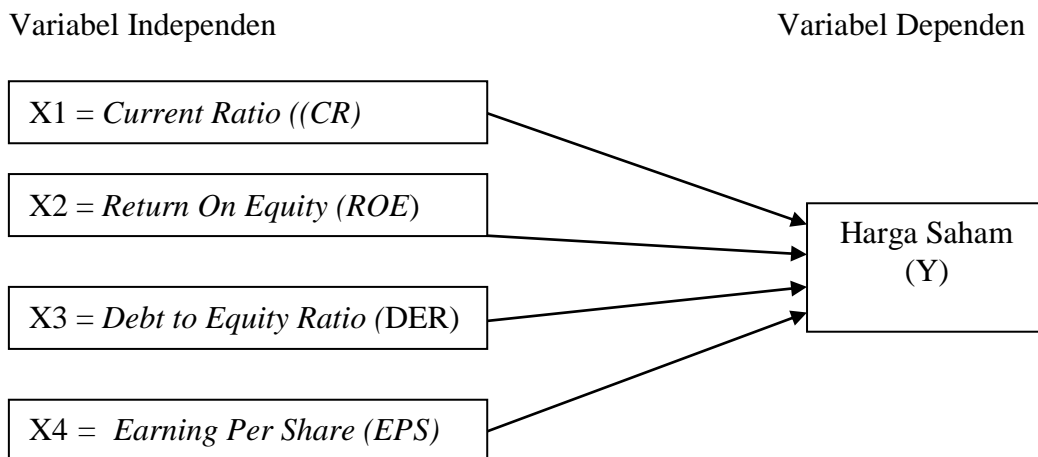 Variabel Independen
Variabel Dependen
X1 = Current Ratio ((CR)
X2 = Return On Equity (ROE)
X3 = Debt to Equity Ratio (DER)
X4 = Earning Per Share (EPS)
Harga Saham
(Y)